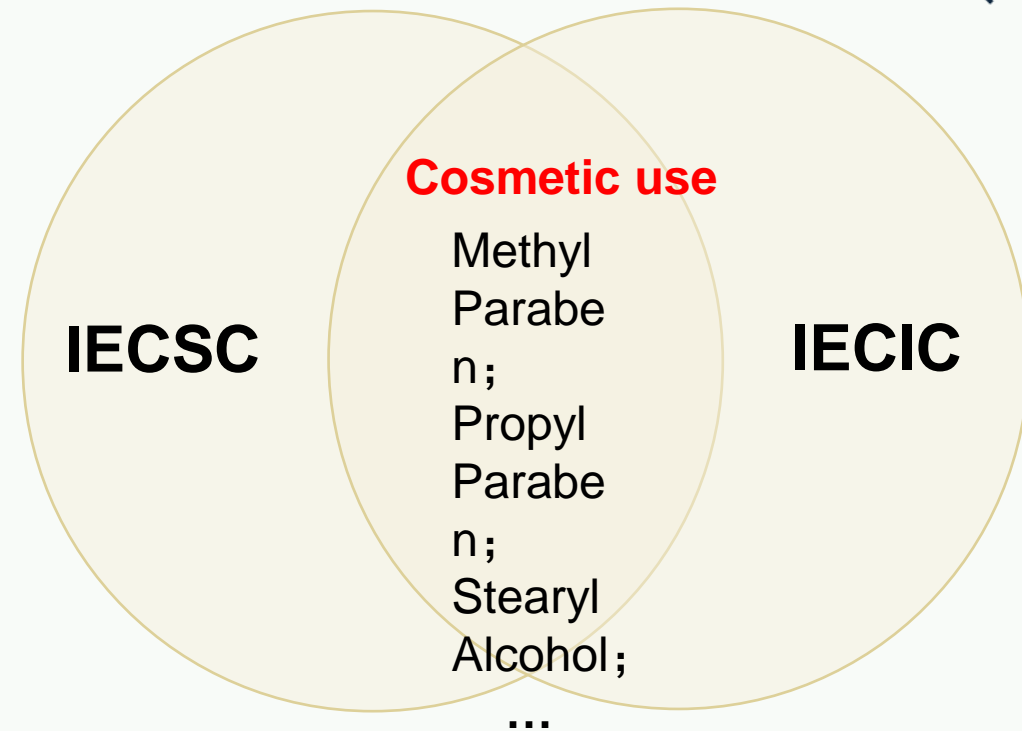 Cosmetic use
Methyl
Parabe
n；
IECSC
IECIC
Propyl
Parabe
n；
Stearyl
Alcohol；
...